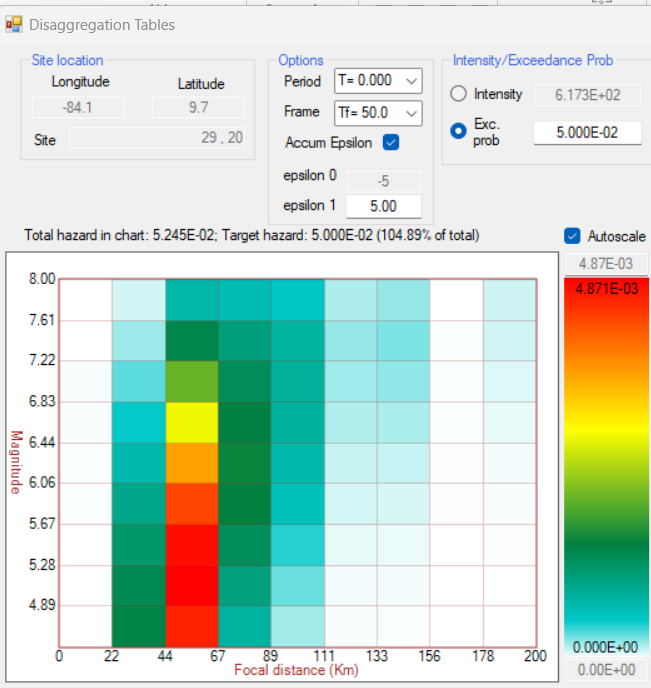 Disaggregation Tables
Site location
Longitude
Latitude
-84.1
9.7
Site
29 , 20
Options
Period
T= 0.000
Frame
Tf= 50.0
Accum Epsilon
epsilon 0
-5
epsilon 1
5.00
Intensity/Exceedance Prob
Intensity
6.173E+02
Exc.
prob
5.000E-02
Total hazard in chart: 5.245E-02; Target hazard: 5.000E-02 (104.89% of total)
Autoscale
4.87E-03
4.871E-03
8.00
7.61
7.22
6.83
6.44
6.06
5.67
5.28
4.89
Magnitude
0
22
44
67
89
111
133
156
178
200
Focal distance (Km)
0.000E+00
0.00E+00